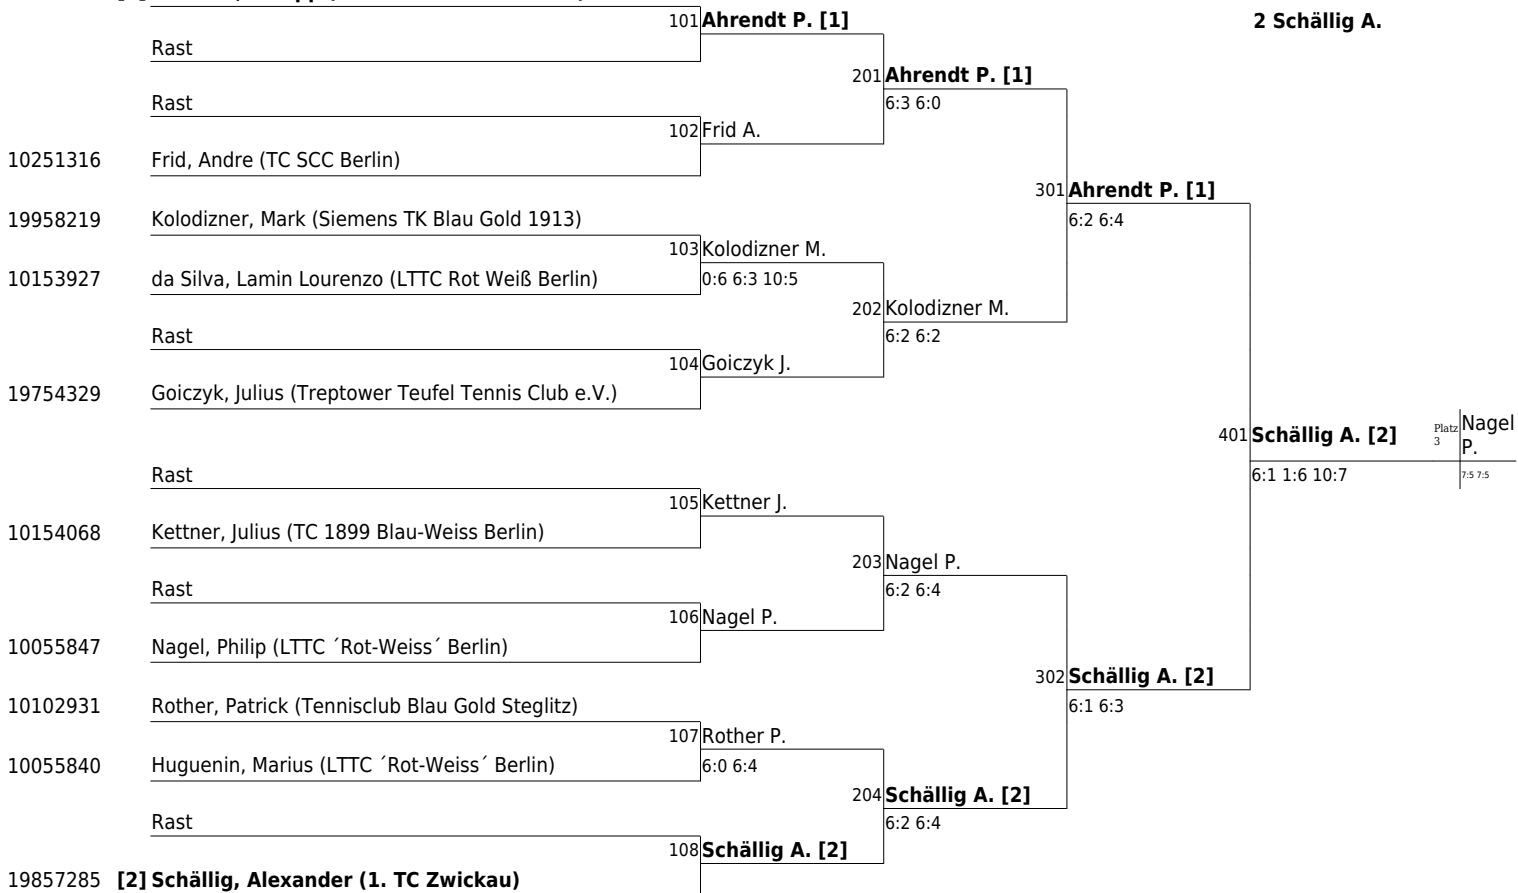 101 Ahrendt P. [1]
2 Schällig A.
Rast
201 Ahrendt P. [1]
6:3 6:0
Rast
102 Frid A.
10251316 Frid, Andre (TC SCC Berlin)
301 Ahrendt P. [1]
6:2 6:4
19958219 Kolodizner, Mark (Siemens TK Blau Gold 1913)
103 Kolodizner M.
0:6 6:3 10:5
10153927 da Silva, Lamin Lourenzo (LTTC Rot Weiß Berlin)
202 Kolodizner M.
6:2 6:2
Rast
104 Goiczyk J.
19754329 Goiczyk, Julius (Treptower Teufel Tennis Club e.V.)
401 Schällig A. [2]
6:1 1:6 10:7
Platz 3
Nagel
P.
7:5 7:5
Rast
105 Kettner J.
10154068 Kettner, Julius (TC 1899 Blau-Weiss Berlin)
203 Nagel P.
6:2 6:4
Rast
106 Nagel P.
10055847 Nagel, Philip (LTTC ´Rot-Weiss´ Berlin)
302 Schällig A. [2]
6:1 6:3
10102931 Rother, Patrick (Tennisclub Blau Gold Steglitz)
107 Rother P.
6:0 6:4
10055840 Huguenin, Marius (LTTC ´Rot-Weiss´ Berlin)
204 Schällig A. [2]
6:2 6:4
Rast
108 Schällig A. [2]
19857285 [2] Schällig, Alexander (1. TC Zwickau)